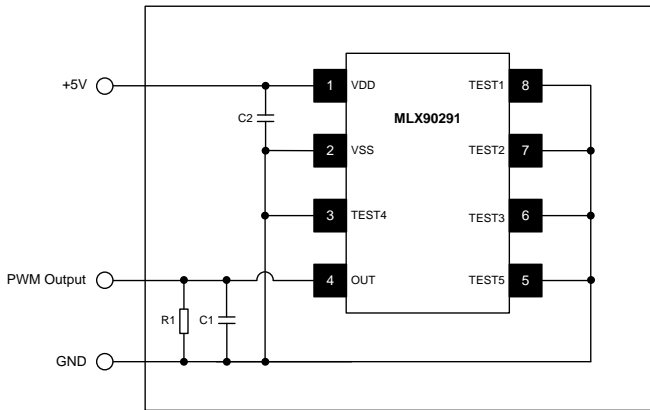 +5V
C2
1 VDD
MLX90291
TEST1 8
2 VSS
TEST2 7
3 TEST4
TEST3 6
PWM Output
4 OUT
TEST5 5
R1
C1
GND